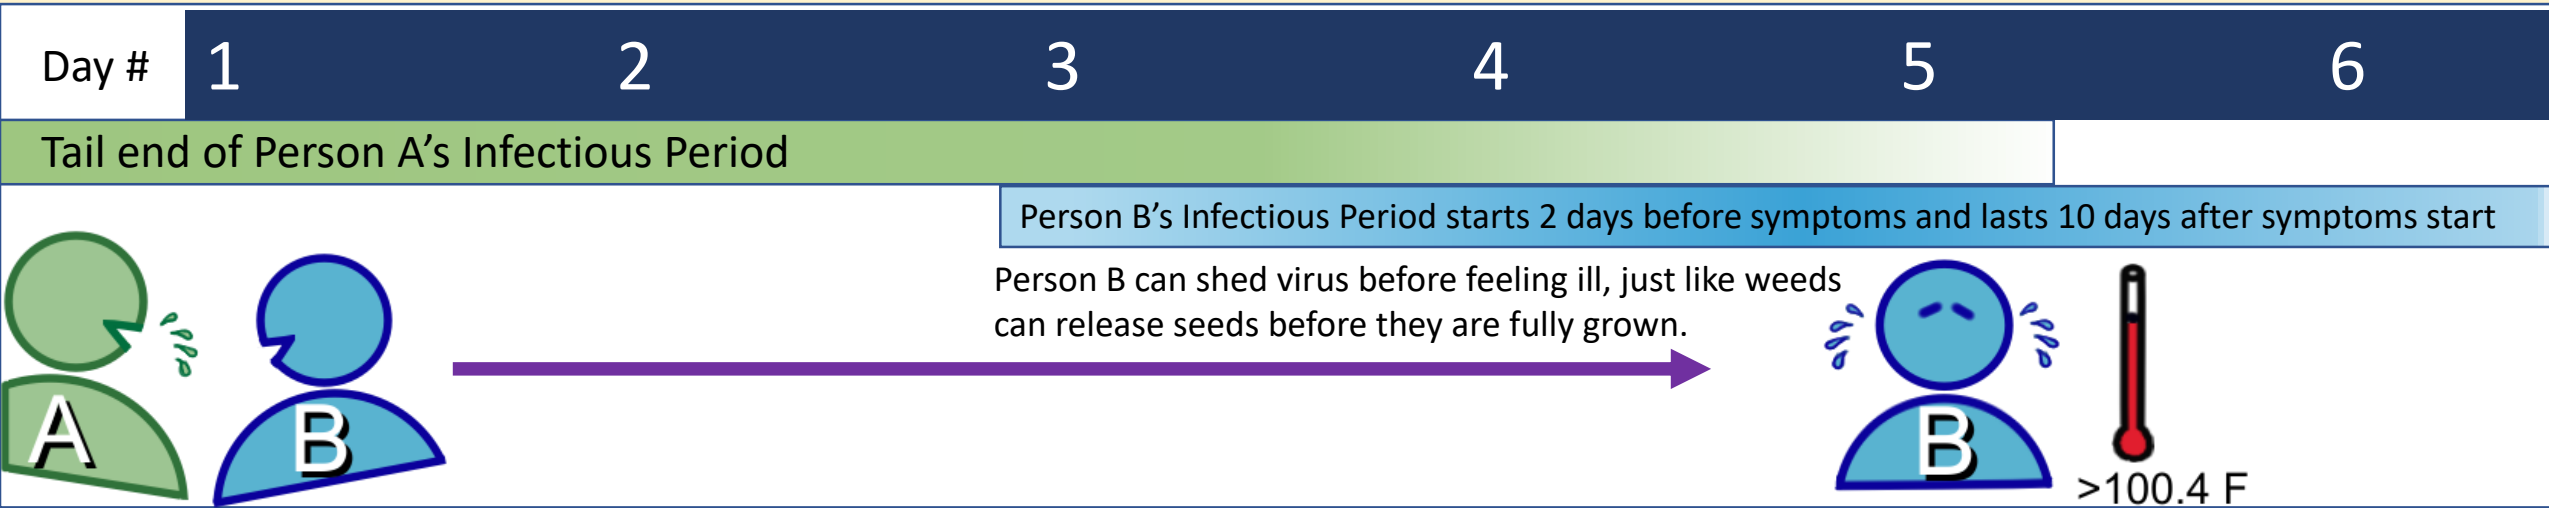 Day # 1 2 3 4 5 6
Tail end of Person A’s Infectious Period
Person B’s Infectious Period starts 2 days before symptoms and lasts 10 days after symptoms start
Person B can shed virus before feeling ill, just like weeds
can release seeds before they are fully grown.
A B B
>100.4 F